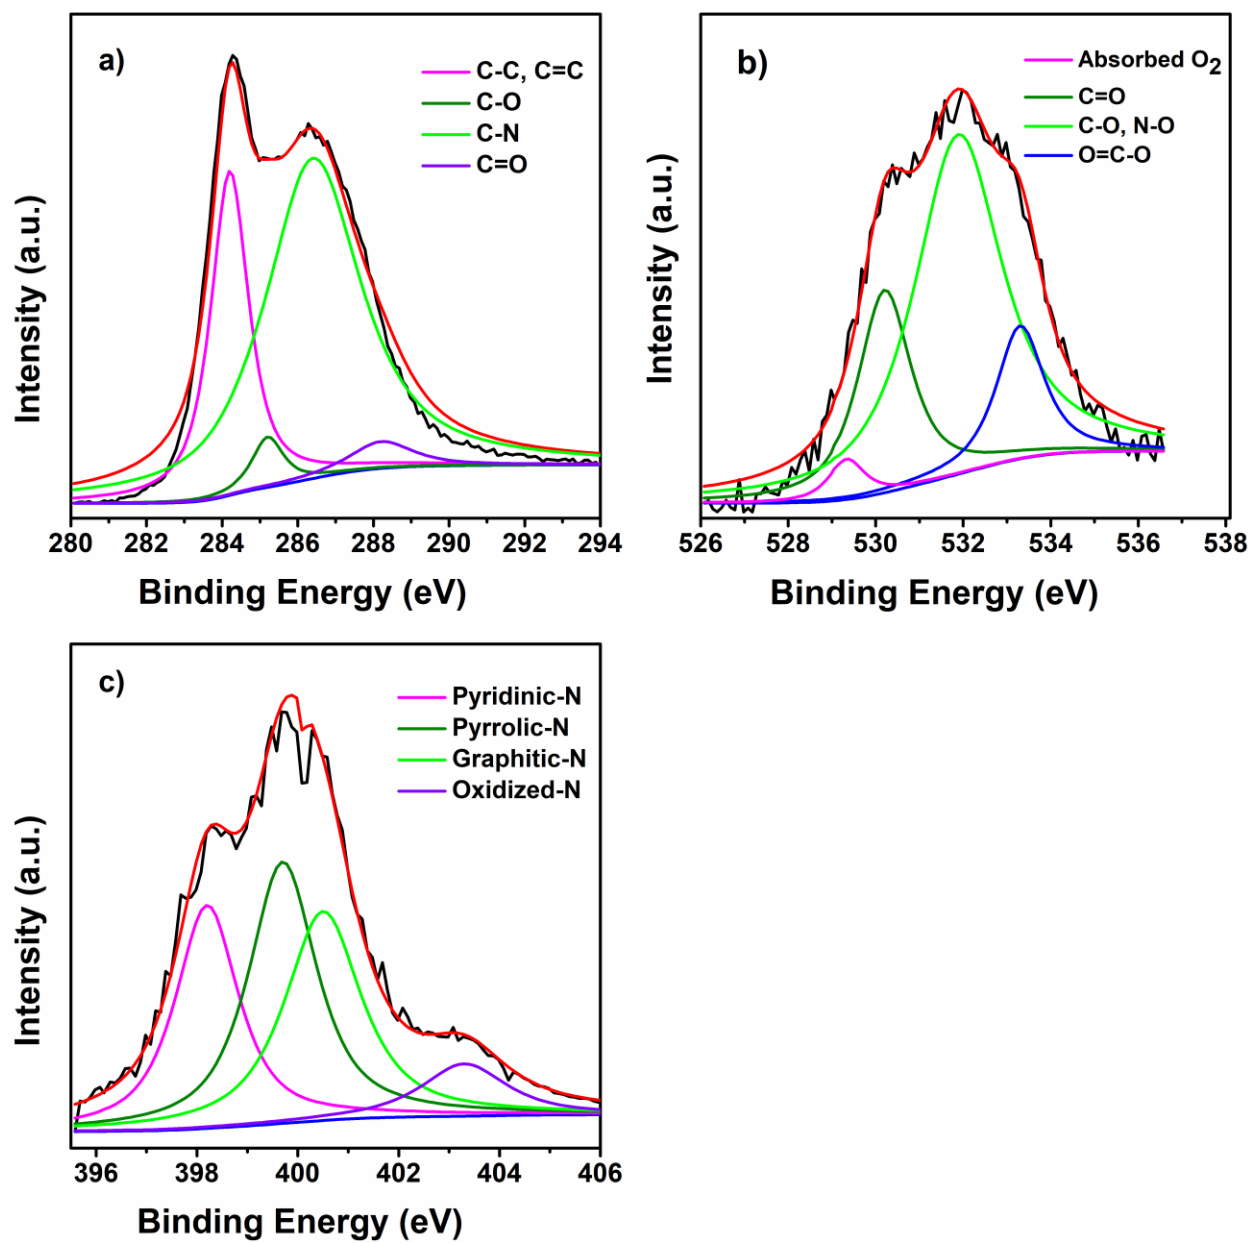 a)
C-C, C=C
C-O
C-N
C=O
Intensity (a.u.)
280 282 284 286 288 290 292 294
Binding Energy (eV)
b)
Absorbed O2
C=O
C-O, N-O
O=C-O
Intensity (a.u.)
526 528 530 532 534 536 538
Binding Energy (eV)
c)
Pyridinic-N
Pyrrolic-N
Graphitic-N
Oxidized-N
Intensity (a.u.)
396 398 400 402 404 406
Binding Energy (eV)